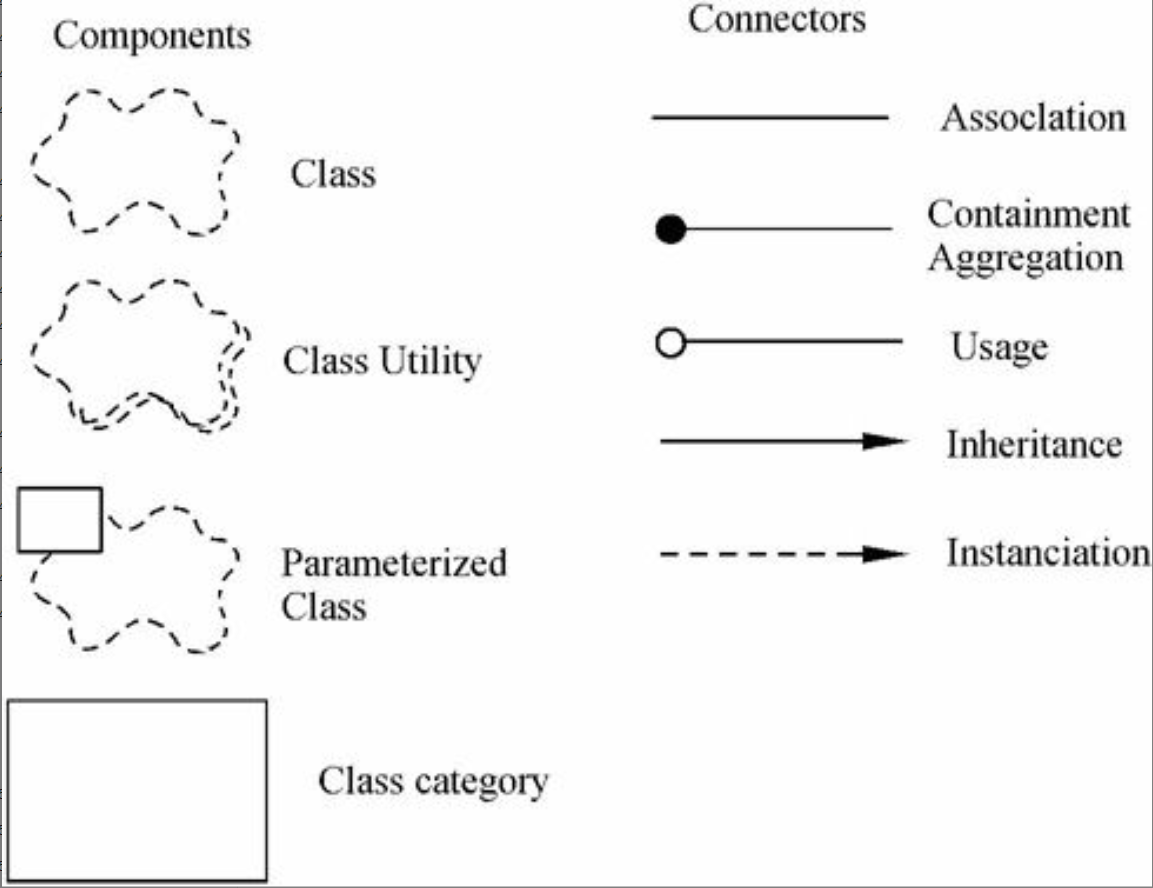 Components
Class
Class Utility
Parameterized
Class
Class category
Connectors
Assoclation
Containment
Aggregation
Usage
Inheritance
Instanciation